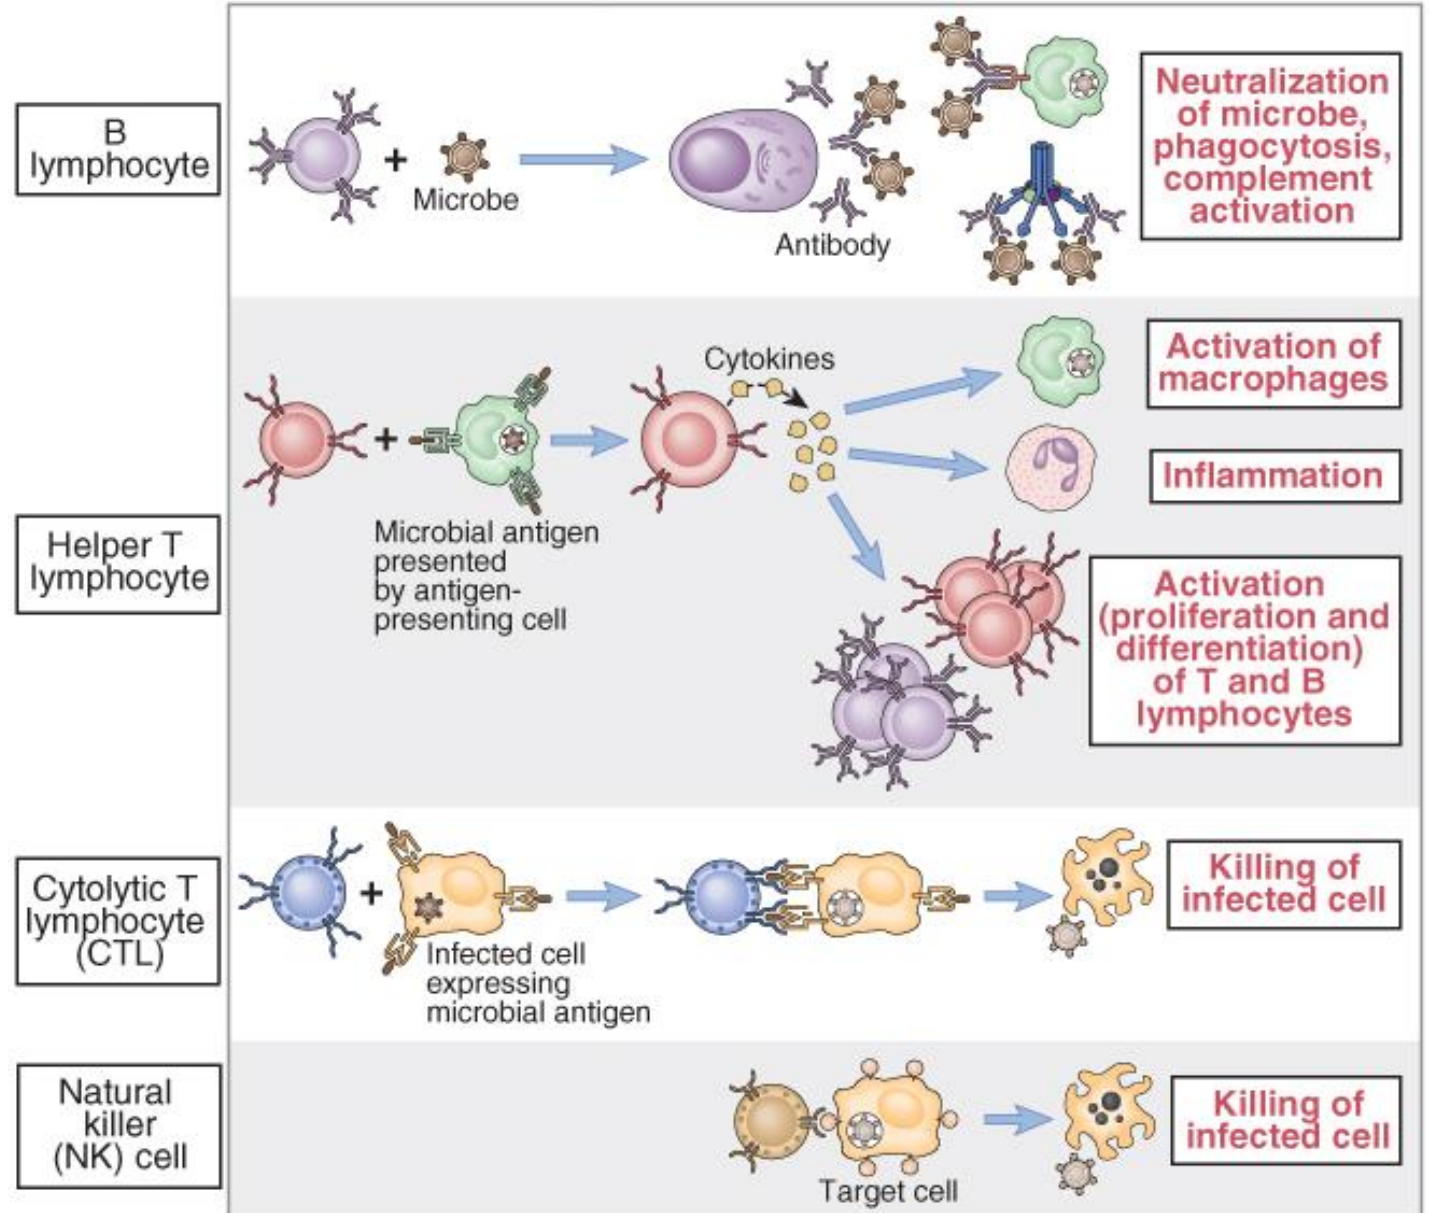 B
lymphocyte
Microbe
Antibody
Neutralization
of microbe,
phagocytosis,
complement
activation
Helper T
lymphocyte
Microbial antigen
presented
by antigen-
presenting cell
Cytokines
Activation of
macrophages
Inflammation
Activation
(proliferation and
differentiation)
of T and B
lymphocytes
Cytolytic T
lymphocyte
(CTL)
Infected cell
expressing
microbial antigen
Killing of
infected cell
Natural
killer
(NK) cell
Target cell
Killing of
infected cell